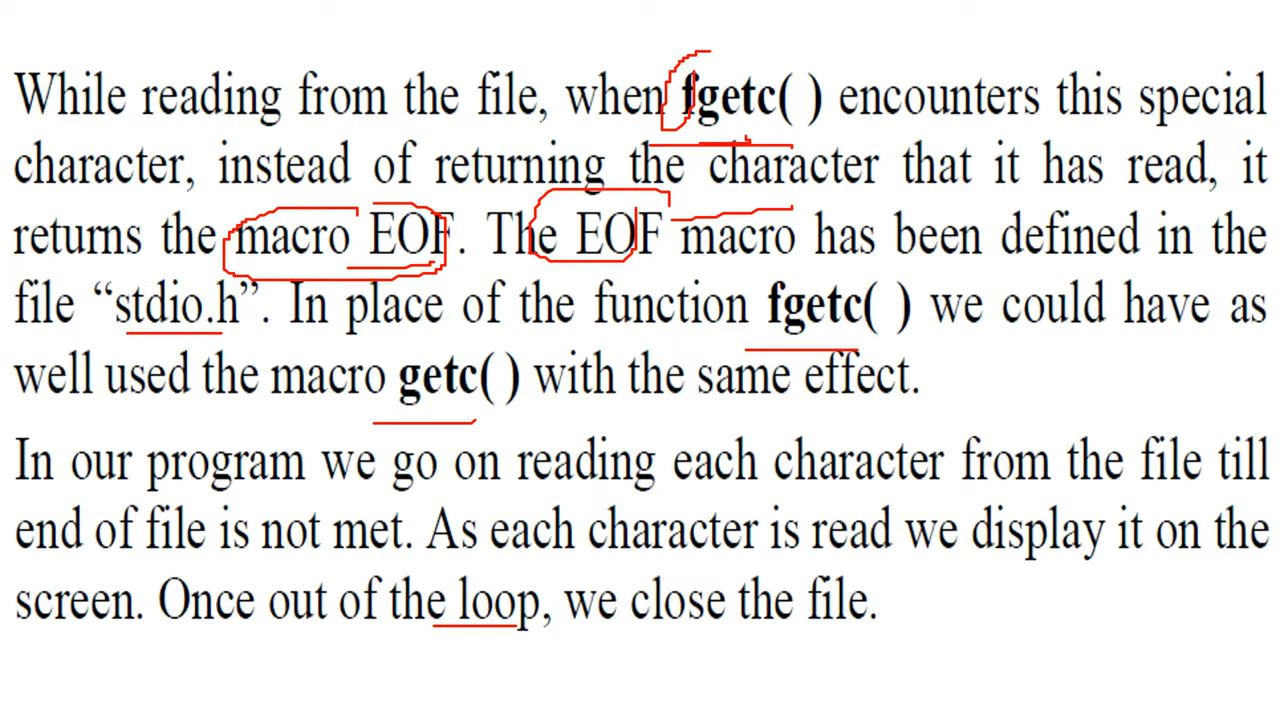 While reading from the file, when fgetc( ) encounters this special
character, instead of returning the character that it has read, it
returns the macro EOF. The EOF macro has been defined in the
file “stdio.h”. In place of the function fgetc( ) we could have as
well used the macro getc( ) with the same effect.
In our program we go on reading each character from the file till
end of file is not met. As each character is read we display it on the
screen. Once out of the loop, we close the file.